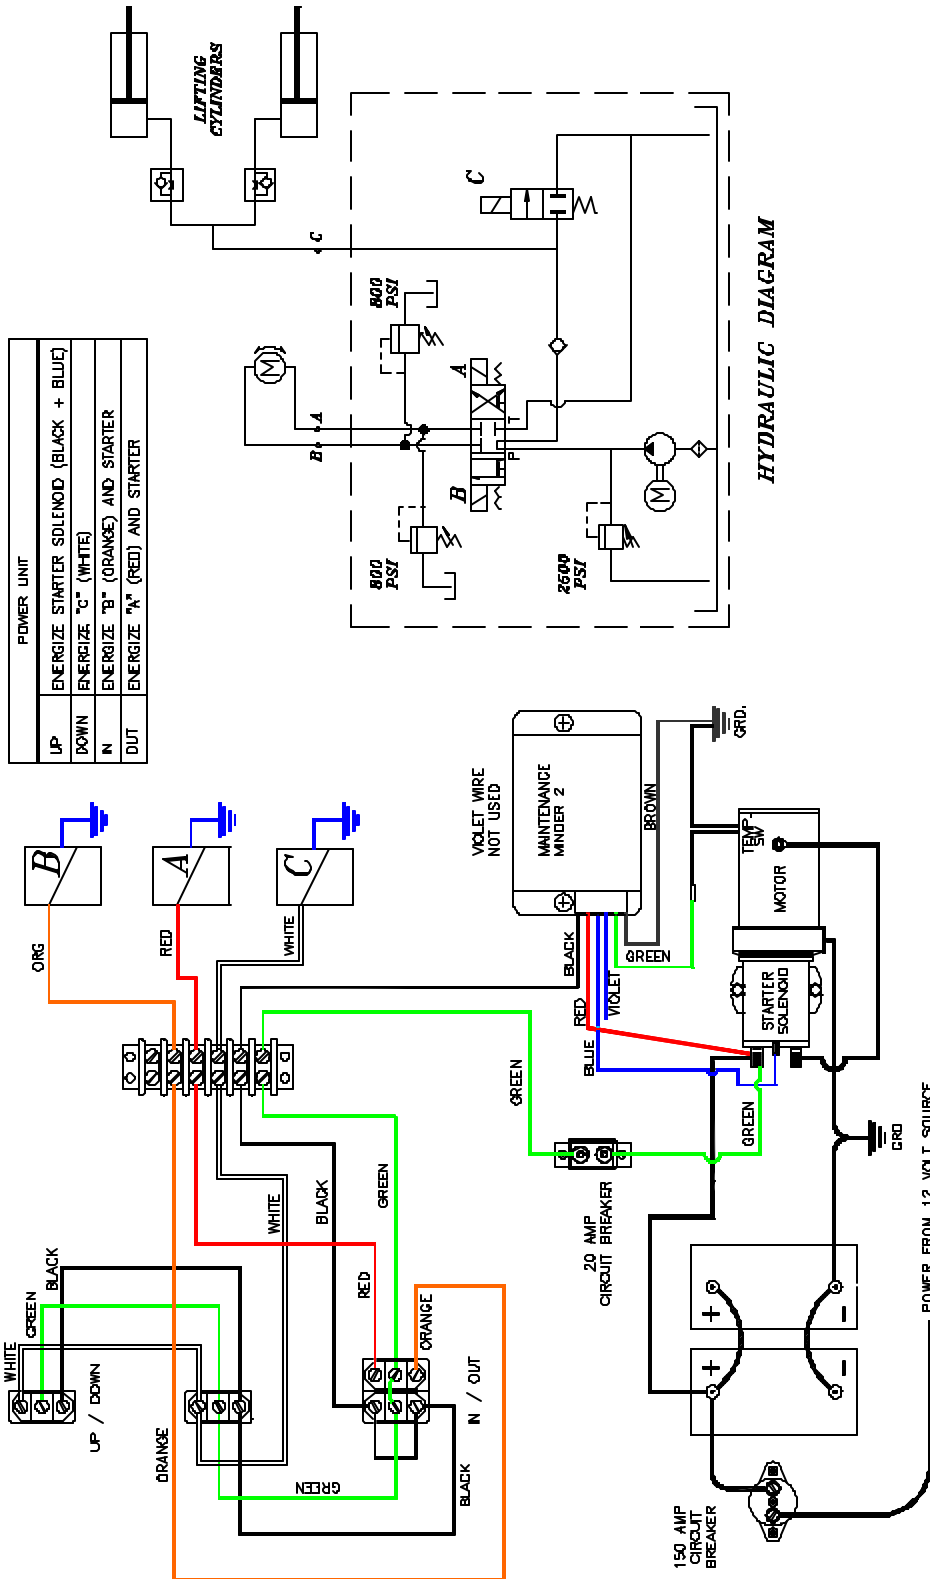 LIFTING
CYLINDERS
C
C
800
PSI
HYDRAULIC DIAGRAM
M
A
A
B
T
P
B
M
800
PSI
2600
PSI
POWER UNIT
UP ENERGIZE STARTER SOLENOID (BLACK + BLUE)
DOWN ENERGIZE "C" (WHITE)
IN ENERGIZE "B" (ORANGE) AND STARTER
OUT ENERGIZE "A" (RED) AND STARTER
B
A
C
ORG
RED
WHITE
BLACK
VIOLET WIRE
NOT USED
MAINTENANCE
MINDER 2
BROWN
GRD.
GREEN
VIOLET
RED
BLUE
TEMP-
SW
MOTOR
STARTER
SOLENOID
GREEN
GREEN
20 AMP
CIRCUIT BREAKER
GRD
WHITE
BLACK
GREEN
RED
ORANGE
IN / OUT
WHITE
GREEN
BLACK
UP / DOWN
ORANGE
GREEN
BLACK
+
-
+
-
150 AMP
CIRCUIT
BREAKER
POWER FROM 12 VOLT SOURCE